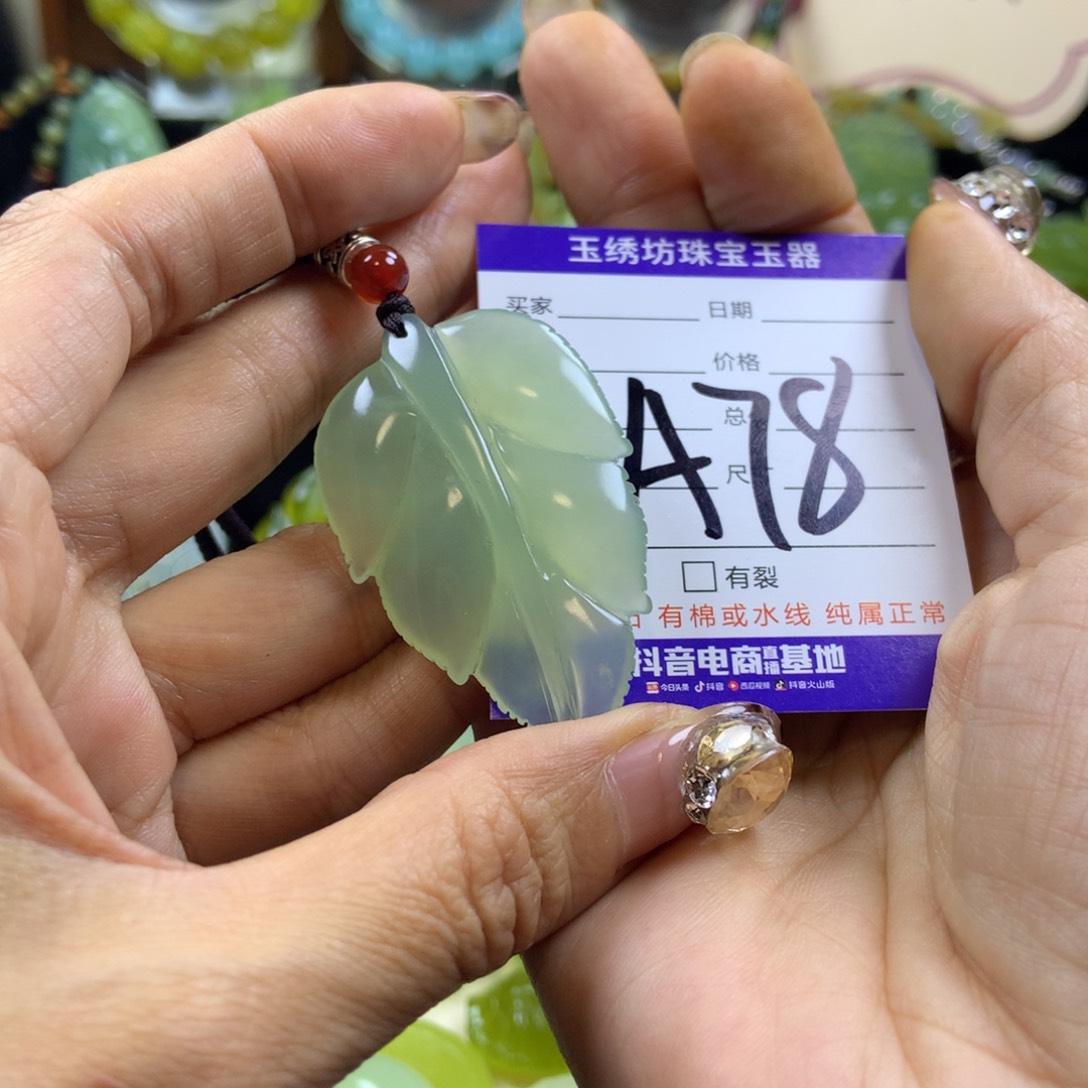 玉绣坊珠宝玉器
买家 日期
价格
A78
总
尺
有裂
有棉或水线 纯属正常
抖音电商直播基地
今日头条 抖音 西瓜视频 抖音火山版